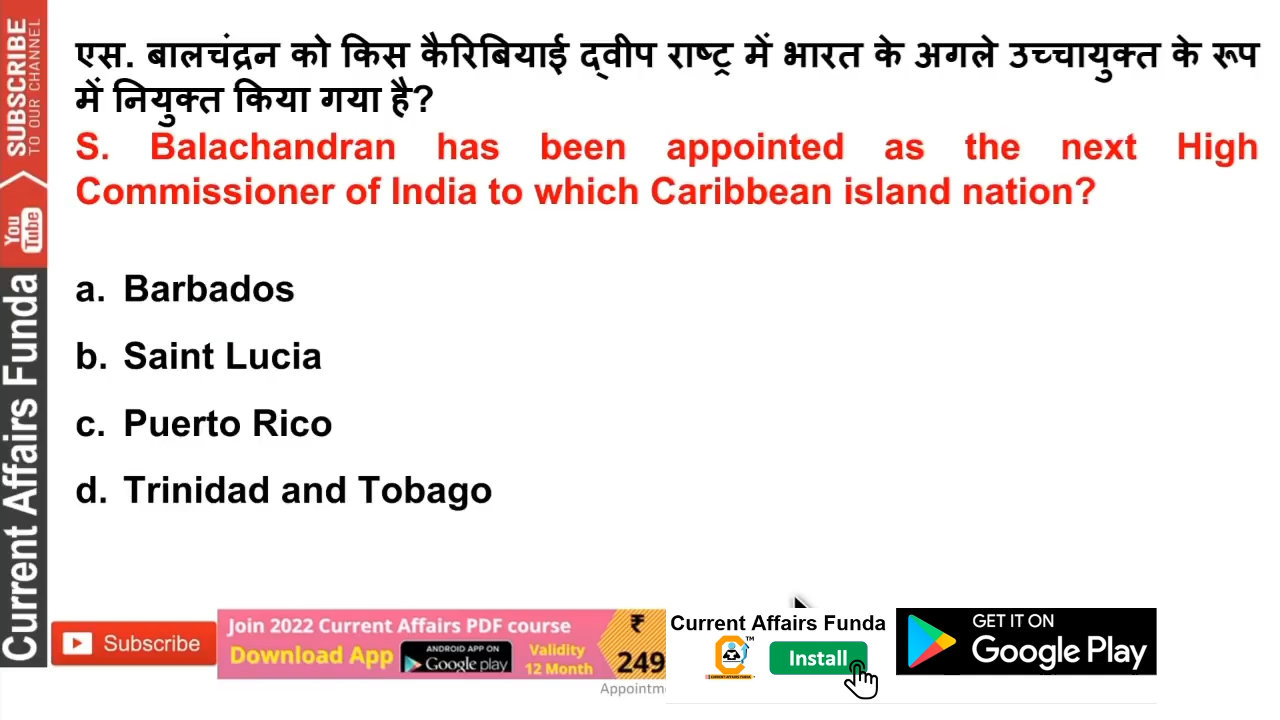 एस. बालचंद्रन को किस कैरिबियाई द्वीप राष्ट्र में भारत के अगले उच्चायुक्त के रूप
में नियुक्त किया गया है?
S. Balachandran has been appointed as the next High
Commissioner of India to which Caribbean island nation?
a. Barbados
b. Saint Lucia
c. Puerto Rico
d. Trinidad and Tobago
SUBSCRIBE
TO OUR CHANNEL
You
Tube
Current Affairs Funda
Subscribe
Join 2022 Current Affairs PDF course
Download App
ANDROID APP ON
Google play
Validity
12 Month
₹
249
Appointm
Current Affairs Funda
TM
Install
GET IT ON
Google Play